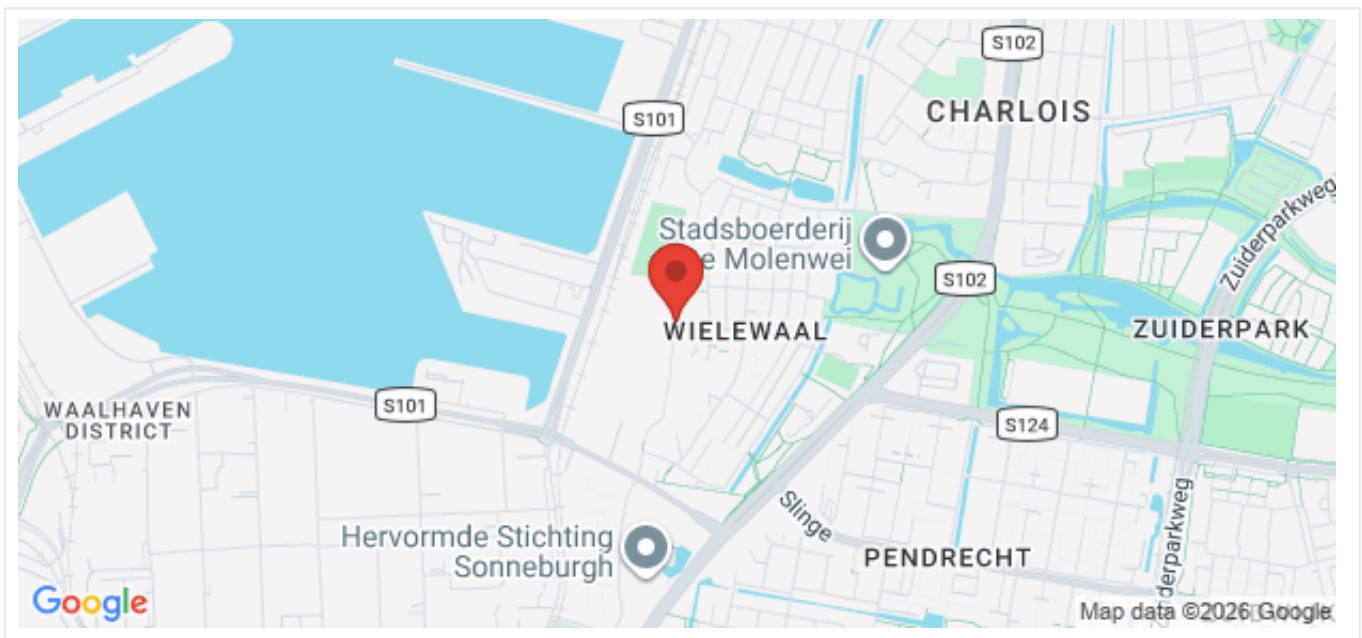 S102
CHARLOIS
S101
Zuiderparkweg
Stadsboerderij
e Molenwei
S102
WIELEWAAL
ZUIDERPARK
S101
WAALHAVEN
DISTRICT
S124
Slinge
Hervormde Stichting
Sonneburgh
PENDRECHT
derparkweg
Google
Map data ©2026 Google